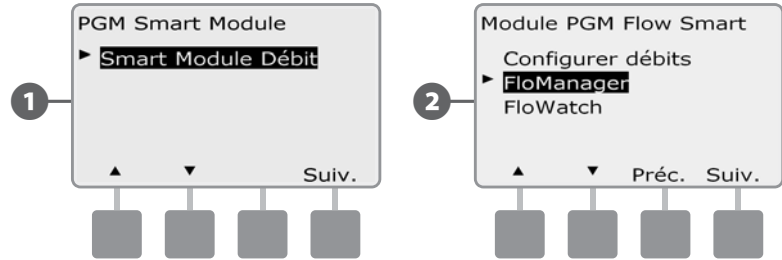 1
PGM Smart Module
► Smart Module Débit
▲ ▼ Suiv.
2
Module PGM Flow Smart
Configurer débits
► FloManager
FloWatch
▲ ▼ Préc. Suiv.